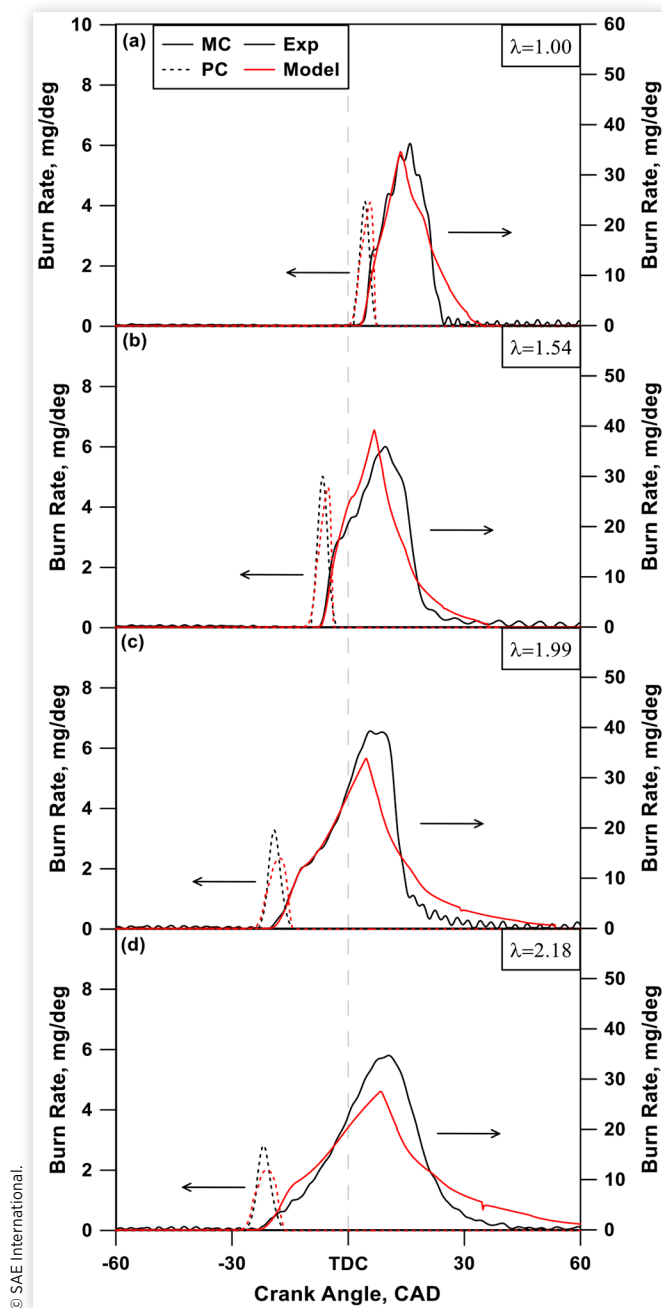 (a)
MC Exp
PC Model
λ=1.00
10
8
6
4
2
0
Burn Rate, mg/deg
60
50
40
30
20
10
0
Burn Rate, mg/deg
(b)
λ=1.54
8
6
4
2
0
Burn Rate, mg/deg
50
40
30
20
10
0
Burn Rate, mg/deg
(c)
λ=1.99
8
6
4
2
0
Burn Rate, mg/deg
50
40
30
20
10
0
Burn Rate, mg/deg
(d)
λ=2.18
8
6
4
2
0
Burn Rate, mg/deg
50
40
30
20
10
0
Burn Rate, mg/deg
-60 -30 TDC 30 60
Crank Angle, CAD
© SAE International.